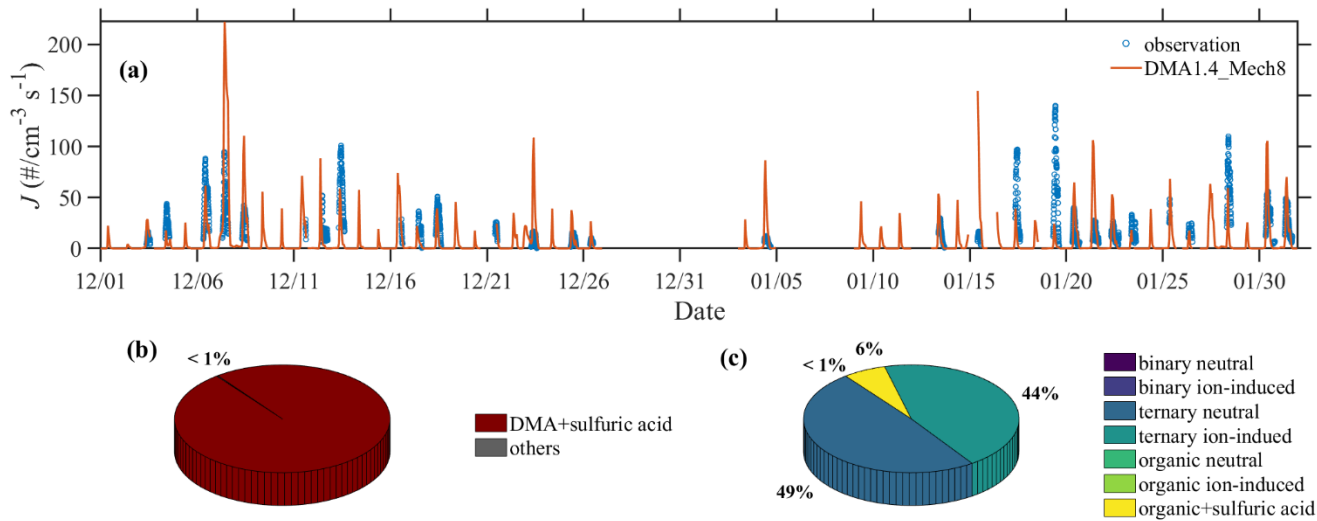 (a)
J (#/cm⁻³ s⁻¹)
200
150
100
50
0
observation
DMA1.4_Mech8
12/01 12/06 12/11 12/16 12/21 12/26 12/31 01/05 01/10 01/15 01/20 01/25 01/30
Date
(b)
< 1%
DMA+sulfuric acid
others
(c)
< 1%
6%
44%
49%
binary neutral
binary ion-induced
ternary neutral
ternary ion-indued
organic neutral
organic ion-induced
organic+sulfuric acid